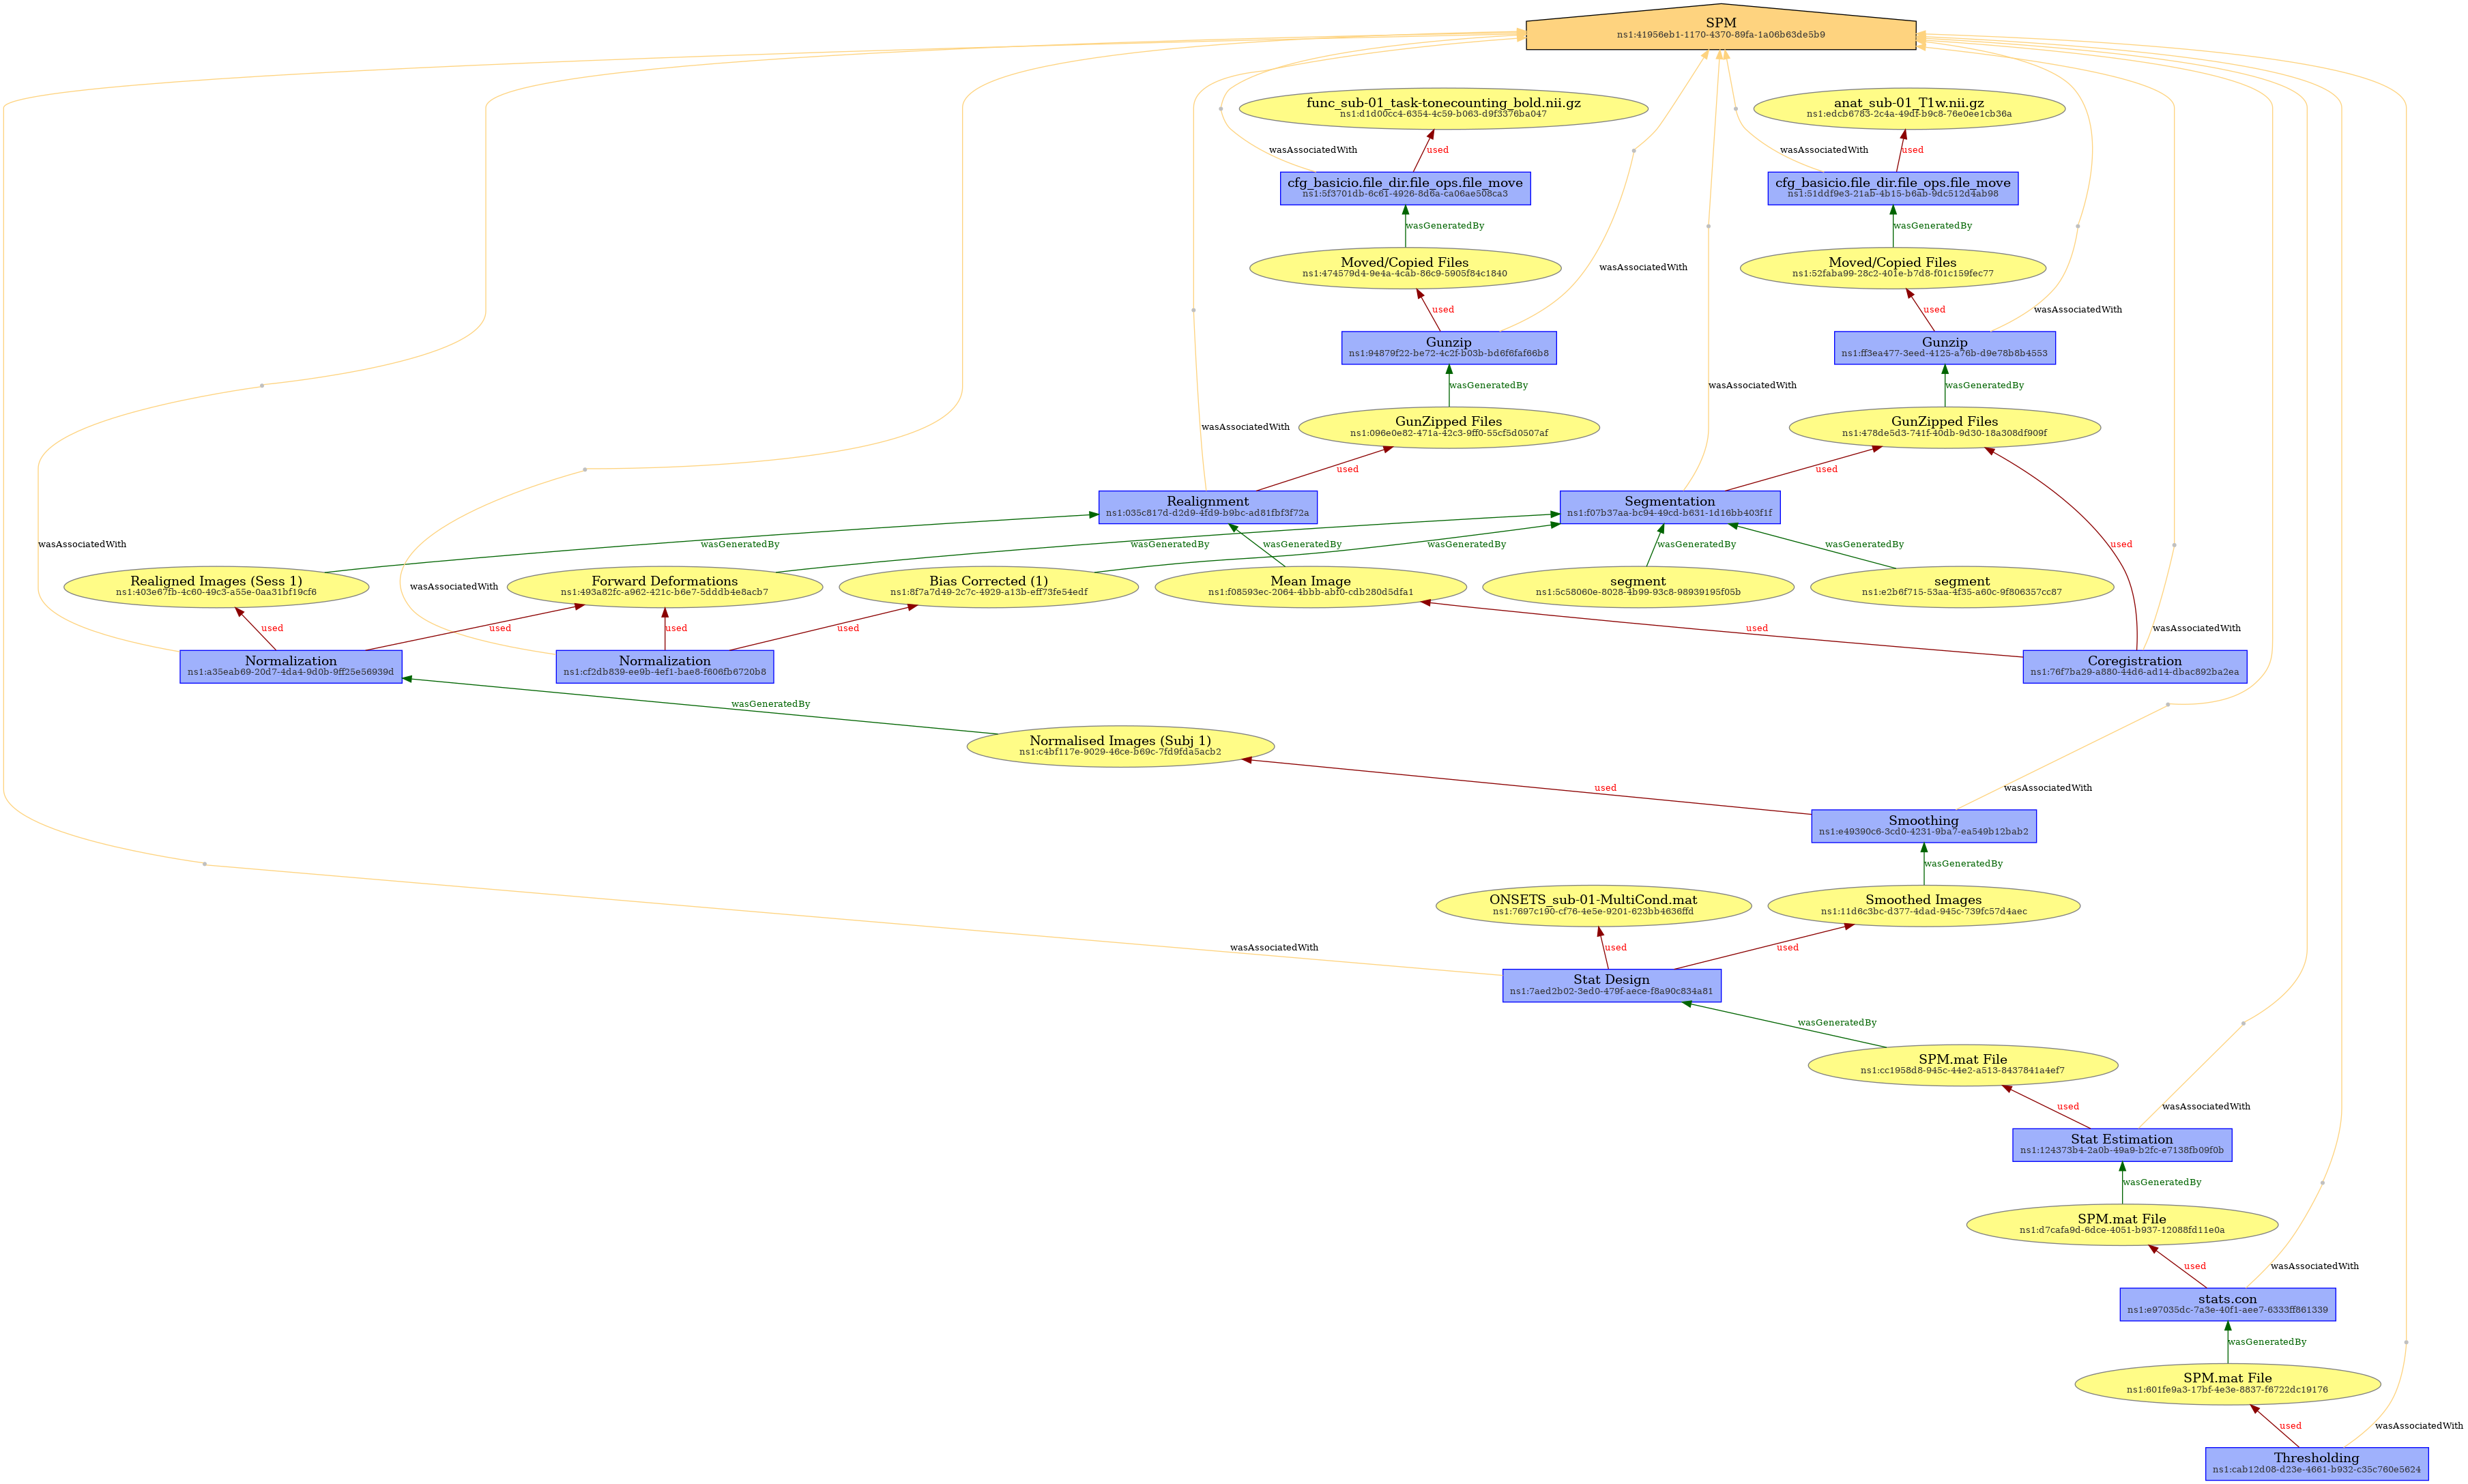 SPM
ns1:41956eb1-1170-4370-89fa-1a06b63de5b9
func_sub-01_task-tonecounting_bold.nii.gz
ns1:d1d00cc4-6354-4c59-b063-d9f3376ba047
anat_sub-01_T1w.nii.gz
ns1:edcb6783-2c4a-49df-b9c8-76e0ee1cb36a
wasAssociatedWith
used
wasAssociatedWith
used
cfg_basicio.file_dir.file_ops.file_move
ns1:5f3701db-6c61-4926-8d6a-ca06ae508ca3
cfg_basicio.file_dir.file_ops.file_move
ns1:51ddf9e3-21ab-4b15-b6ab-9dc512d4ab98
wasGeneratedBy
wasGeneratedBy
Moved/Copied Files
ns1:474579d4-9e4a-4cab-86c9-5905f84c1840
wasAssociatedWith
Moved/Copied Files
ns1:52faba99-28c2-401e-b7d8-f01c159fec77
used
used
wasAssociatedWith
Gunzip
ns1:94879f22-be72-4c2f-b03b-bd6f6faf66b8
Gunzip
ns1:ff3ea477-3eed-4125-a76b-d9e78b8b4553
wasGeneratedBy
wasAssociatedWith
wasGeneratedBy
wasAssociatedWith
GunZipped Files
ns1:096e0e82-471a-42c3-9ff0-55cf5d0507af
GunZipped Files
ns1:478de5d3-741f-40db-9d30-18a308df909f
used
used
Realignment
ns1:035c817d-d2d9-4fd9-b9bc-ad81fbf3f72a
Segmentation
ns1:f07b37aa-bc94-49cd-b631-1d16bb403f1f
wasAssociatedWith
wasGeneratedBy
wasGeneratedBy
wasGeneratedBy
wasGeneratedBy
wasGeneratedBy
wasGeneratedBy
used
Realigned Images (Sess 1)
ns1:403e67fb-4c60-49c3-a55e-0aa31bf19cf6
wasAssociatedWith
Forward Deformations
ns1:493a82fc-a962-421c-b6e7-5dddb4e8acb7
Bias Corrected (1)
ns1:8f7a7d49-2c7c-4929-a13b-eff73fe54edf
Mean Image
ns1:f08593ec-2064-4bbb-abf0-cdb280d5dfa1
segment
ns1:5c58060e-8028-4b99-93c8-98939195f05b
segment
ns1:e2b6f715-53aa-4f35-a60c-9f806357cc87
used
used
used
used
used
wasAssociatedWith
Normalization
ns1:a35eab69-20d7-4da4-9d0b-9ff25e56939d
Normalization
ns1:cf2db839-ee9b-4ef1-bae8-f606fb6720b8
Coregistration
ns1:76f7ba29-a880-44d6-ad14-dbac892ba2ea
wasGeneratedBy
Normalised Images (Subj 1)
ns1:c4bf117e-9029-46ce-b69c-7fd9fda5acb2
used
wasAssociatedWith
Smoothing
ns1:e49390c6-3cd0-4231-9ba7-ea549b12bab2
wasGeneratedBy
ONSETS_sub-01-MultiCond.mat
ns1:7697c190-cf76-4e5e-9201-623bb4636ffd
Smoothed Images
ns1:11d6c3bc-d377-4dad-945c-739fc57d4aec
wasAssociatedWith
used
used
Stat Design
ns1:7aed2b02-3ed0-479f-aece-f8a90c834a81
wasGeneratedBy
SPM.mat File
ns1:cc1958d8-945c-44e2-a513-8437841a4ef7
used
wasAssociatedWith
Stat Estimation
ns1:124373b4-2a0b-49a9-b2fc-e7138fb09f0b
wasGeneratedBy
SPM.mat File
ns1:d7cafa9d-6dce-4051-b937-12088fd11e0a
used
wasAssociatedWith
stats.con
ns1:e97035dc-7a3e-40f1-aee7-6333ff861339
wasGeneratedBy
SPM.mat File
ns1:601fe9a3-17bf-4e3e-8837-f6722dc19176
used
wasAssociatedWith
Thresholding
ns1:cab12d08-d23e-4661-b932-c35c760e5624